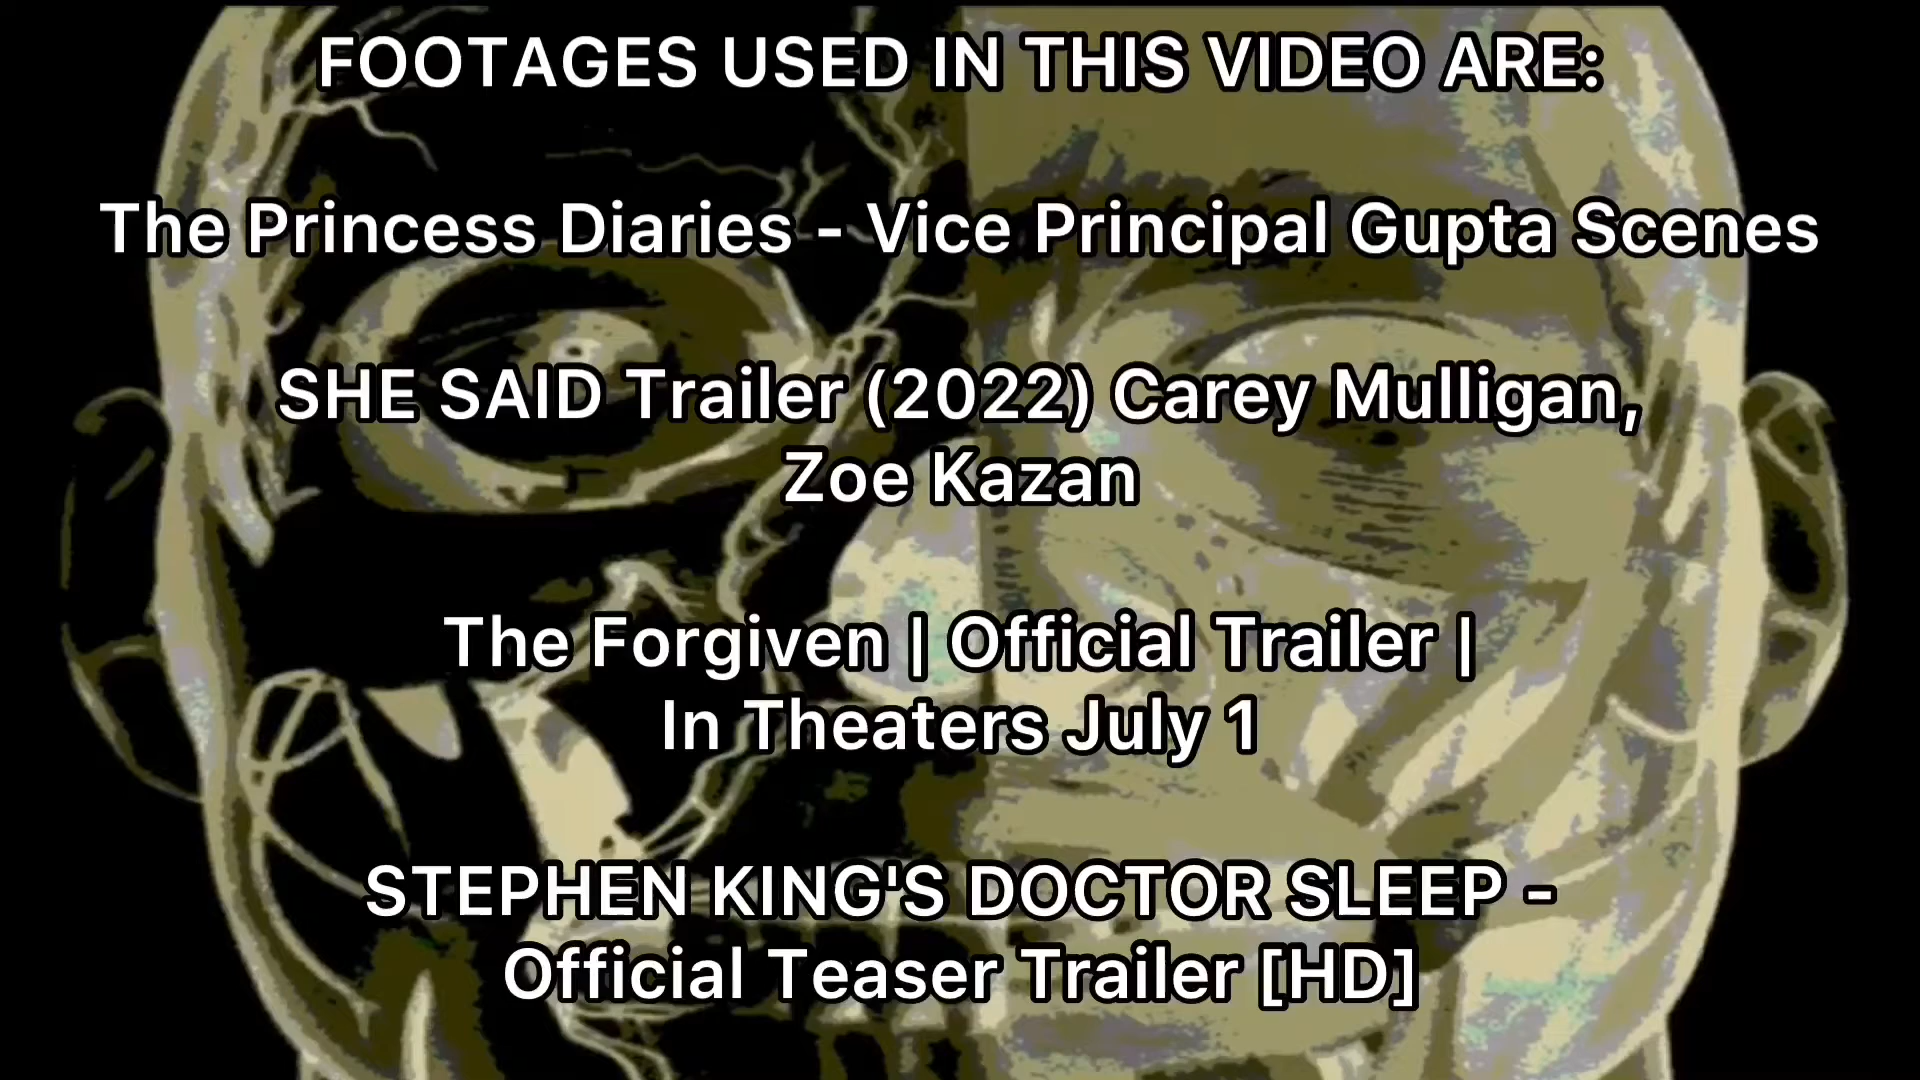 FOOTAGES USED IN THIS VIDEO ARE:
The Princess Diaries - Vice Principal Gupta Scenes
SHE SAID Trailer (2022) Carey Mulligan,
Zoe Kazan
The Forgiven | Official Trailer |
In Theaters July 1
STEPHEN KING'S DOCTOR SLEEP -
Official Teaser Trailer [HD]